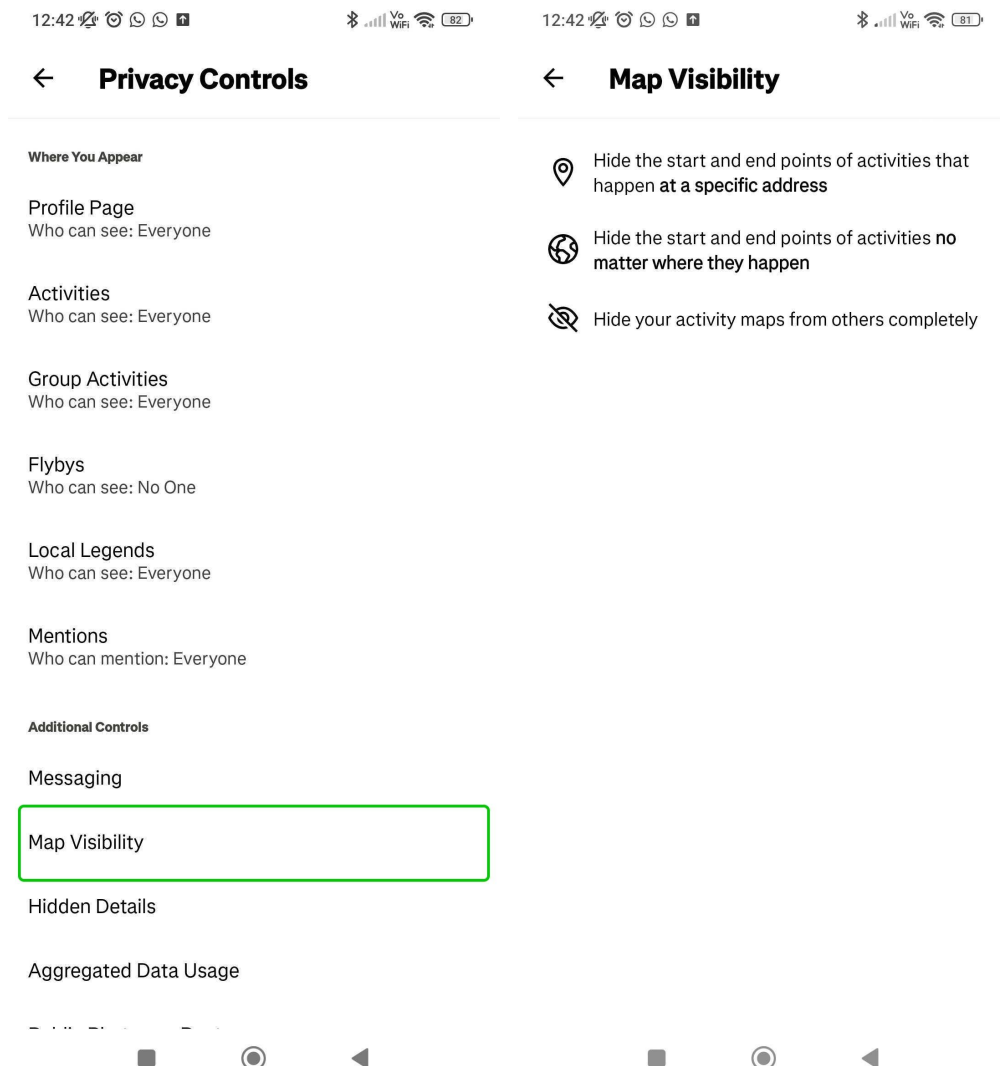 12:42
Vo
WiFi
82
Privacy Controls
Where You Appear
Profile Page
Who can see: Everyone
Activities
Who can see: Everyone
Group Activities
Who can see: Everyone
Flybys
Who can see: No One
Local Legends
Who can see: Everyone
Mentions
Who can mention: Everyone
Additional Controls
Messaging
Map Visibility
Hidden Details
Aggregated Data Usage
12:42
Vo
WiFi
81
Map Visibility
Hide the start and end points of activities that
happen at a specific address
Hide the start and end points of activities no
matter where they happen
Hide your activity maps from others completely